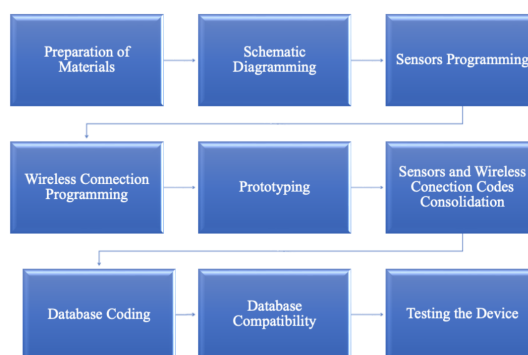 Preparation of
Materials
Schematic
Diagramming
Sensors Programming
Wireless Connection
Programming
Prototyping
Sensors and Wireless
Conection Codes
Consolidation
Database Coding
Database
Compatibility
Testing the Device